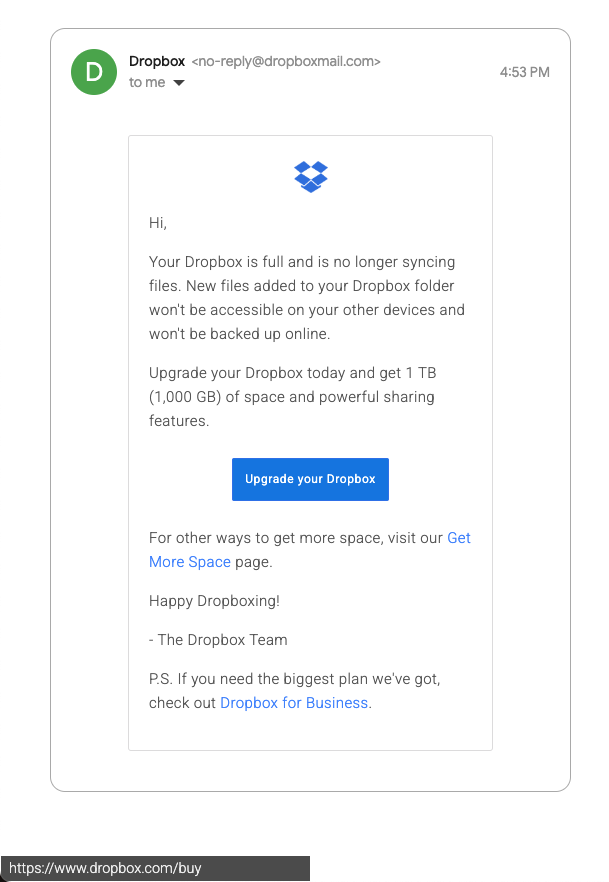 D
Dropbox <no-reply@dropboxmail.com>
to me
4:53 PM
Hi,
Your Dropbox is full and is no longer syncing
files. New files added to your Dropbox folder
won't be accessible on your other devices and
won't be backed up online.
Upgrade your Dropbox today and get 1 TB
(1,000 GB) of space and powerful sharing
features.
Upgrade your Dropbox
For other ways to get more space, visit our Get
More Space page.
Happy Dropboxing!
- The Dropbox Team
P.S. If you need the biggest plan we've got,
check out Dropbox for Business.
https://www.dropbox.com/buy